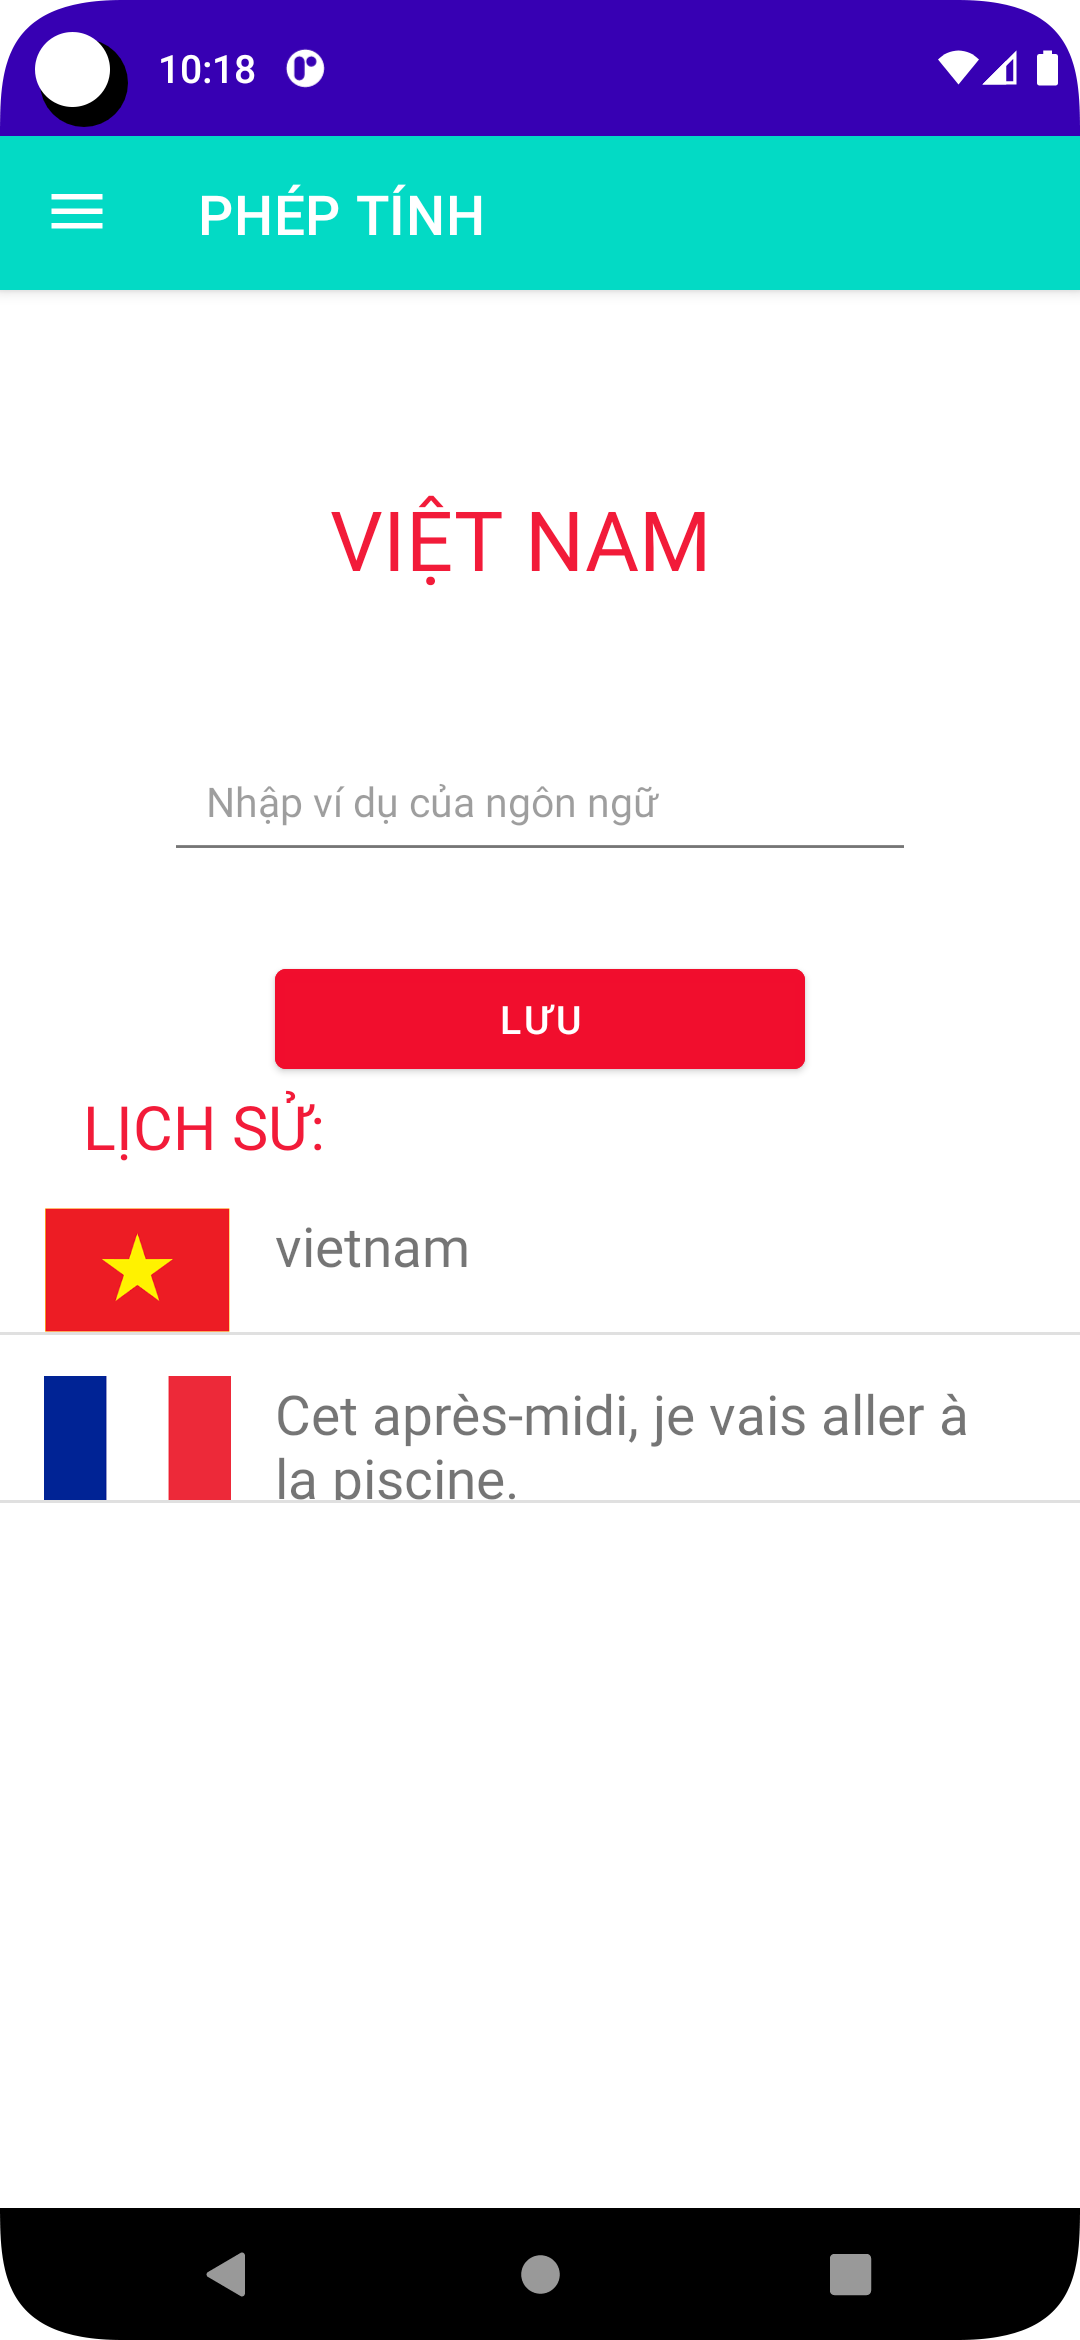 10:18
PHÉP TÍNH
VIỆT NAM
Nhập ví dụ của ngôn ngữ
LƯU
LỊCH SỬ:
vietnam
Cet après-midi, je vais aller à
la piscine.